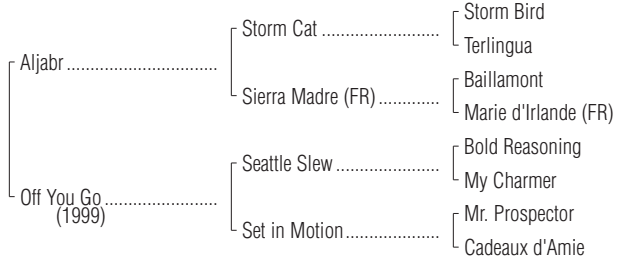 Storm Bird
Storm Cat ........................
Terlingua
Aljabr ................................
Baillamont
Sierra Madre (FR) .............
Marie d'Irlande (FR)
Bold Reasoning
Seattle Slew ......................
My Charmer
Off You Go ........................
(1999)
Mr. Prospector
Set in Motion ....................
Cadeaux d'Amie